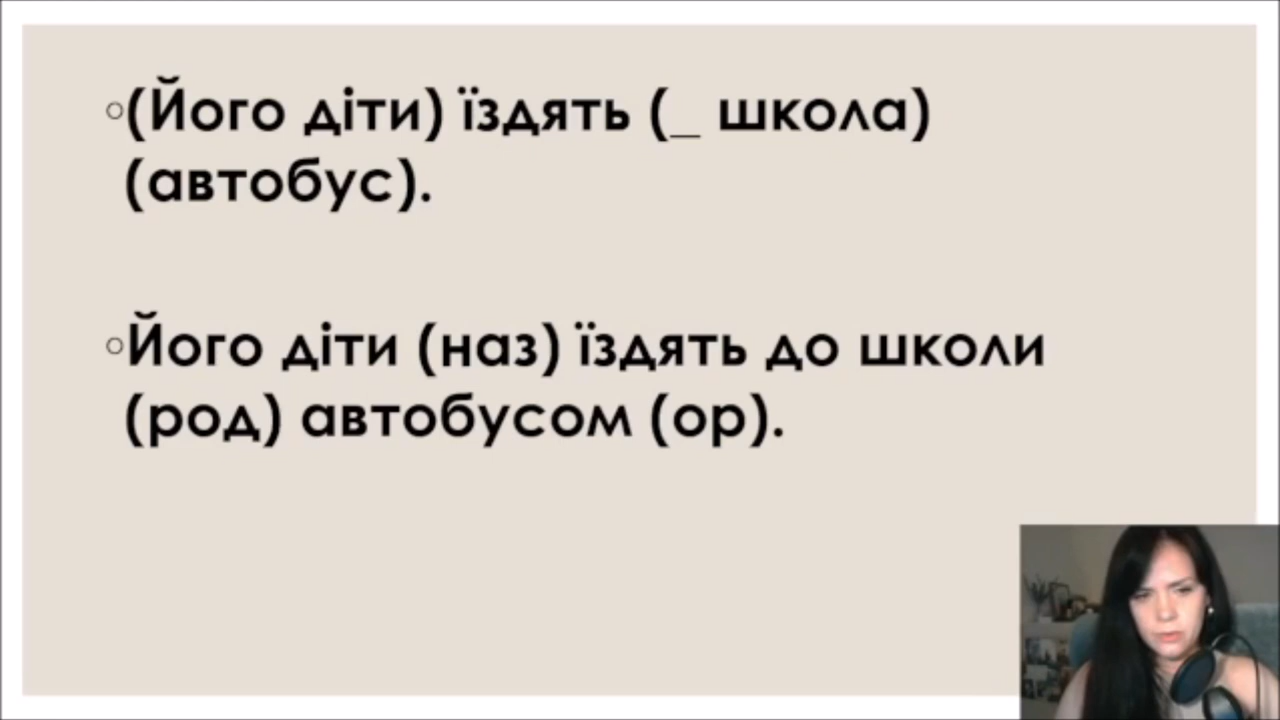 (Його діти) їздять (_ школа)
(автобус).
Його діти (наз) їздять до школи
(род) автобусом (ор).